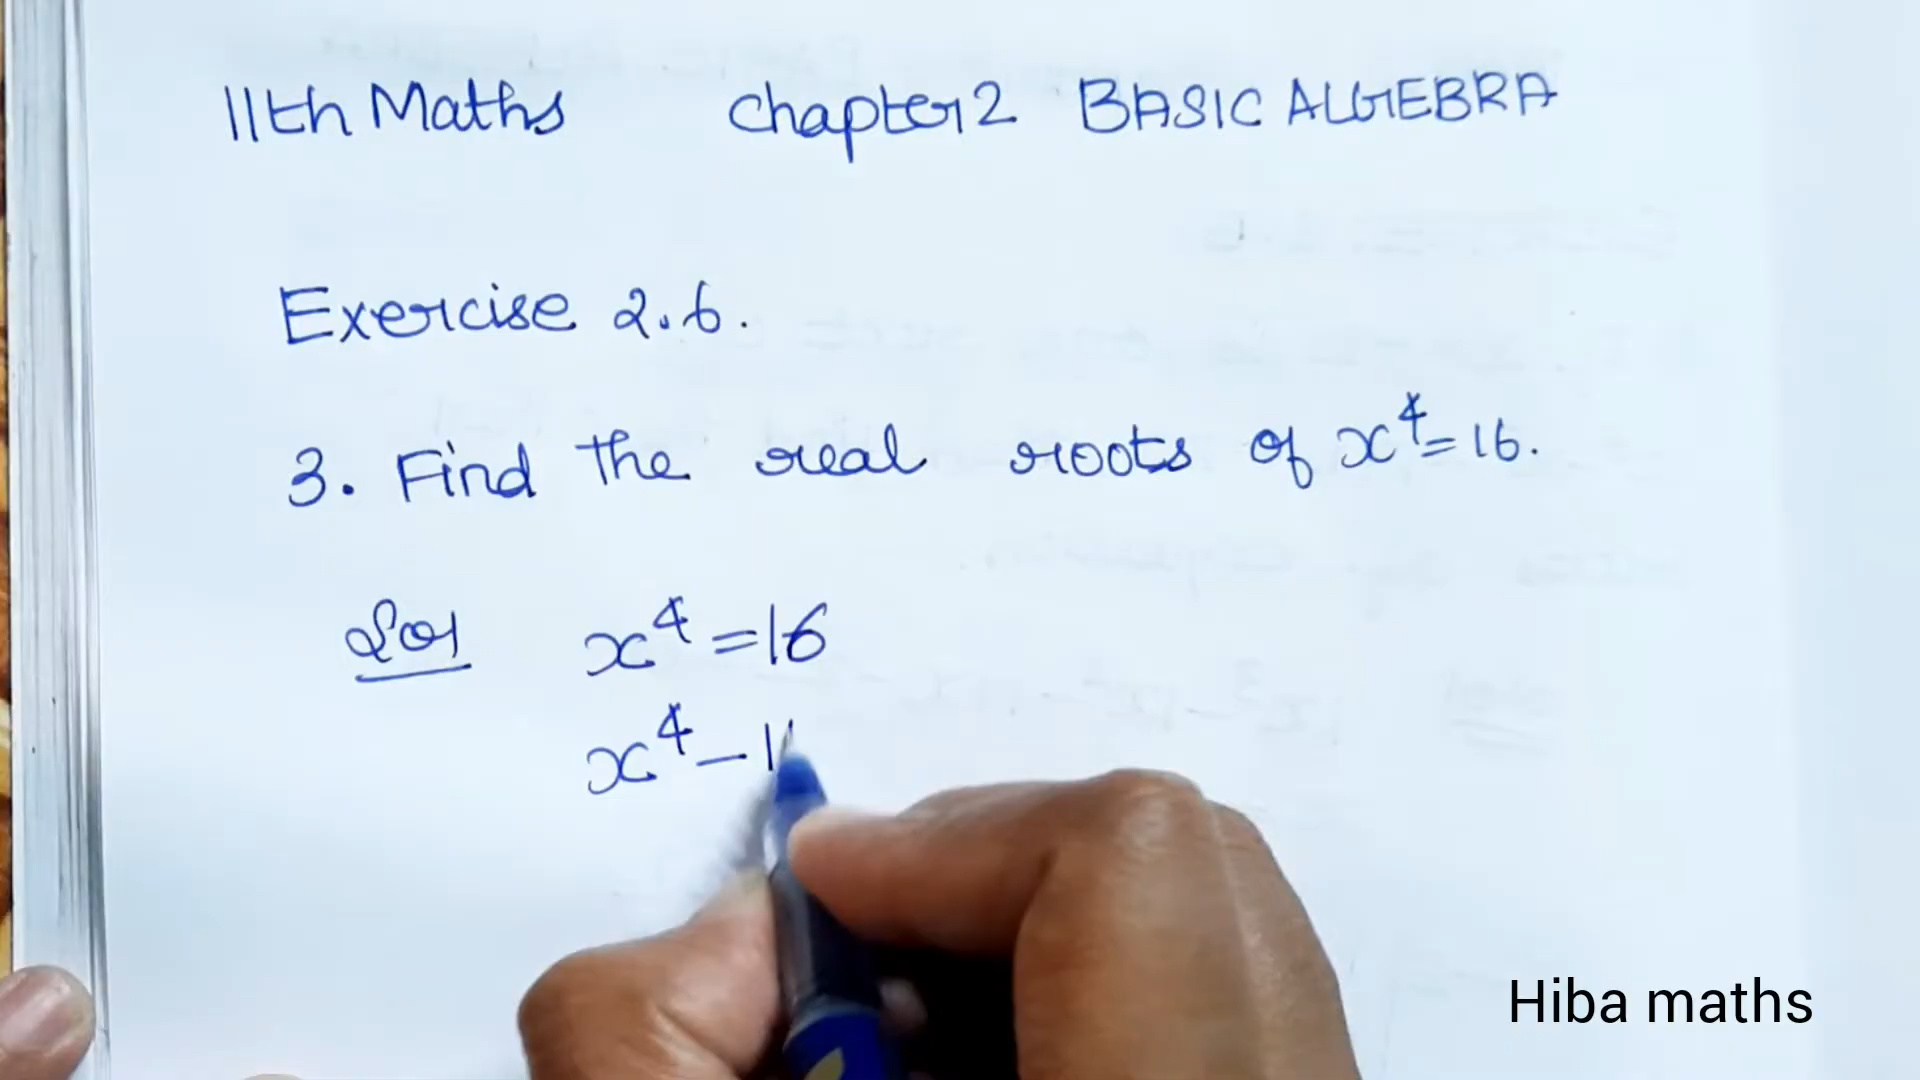 11th Maths chapter 2 BASIC ALGEBRA
Exercise 2.6.
3. Find the real roots of x⁴=16.
Sol x⁴=16
x⁴-1
Hiba maths